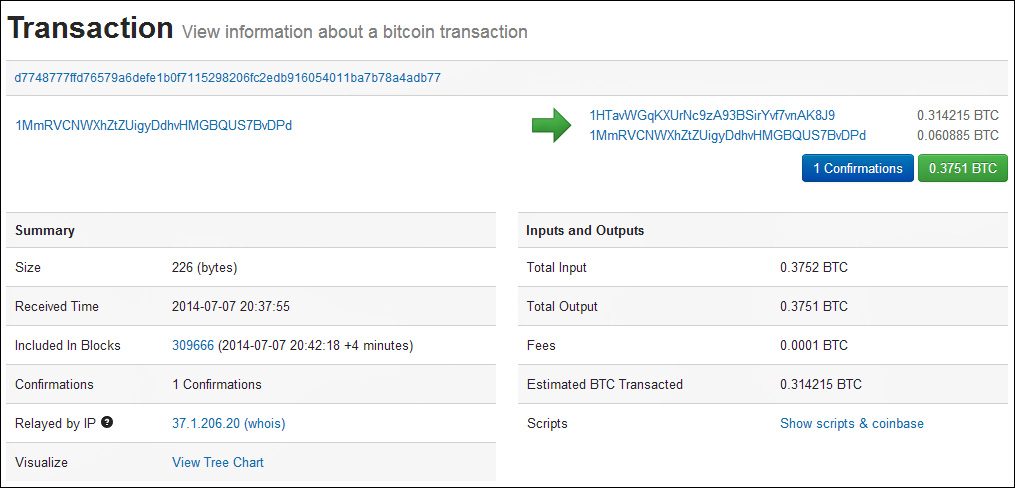 Transaction View information about a bitcoin transaction
d7748777ffd76579a6defe1b0f7115298206fc2edb916054011ba7b78a4adb77
1MmRVCNWXhZtZUigyDdhvHMGBQUS7BvDPd
1HTavWGqKXUrNc9zA93BSirYvf7vnAK8J9 0.314215 BTC
1MmRVCNWXhZtZUigyDdhvHMGBQUS7BvDPd 0.060885 BTC
1 Confirmations 0.3751 BTC
Summary
Size 226 (bytes)
Received Time 2014-07-07 20:37:55
Included In Blocks 309666 (2014-07-07 20:42:18 +4 minutes)
Confirmations 1 Confirmations
Relayed by IP ? 37.1.206.20 (whois)
Visualize View Tree Chart
Inputs and Outputs
Total Input 0.3752 BTC
Total Output 0.3751 BTC
Fees 0.0001 BTC
Estimated BTC Transacted 0.314215 BTC
Scripts Show scripts & coinbase